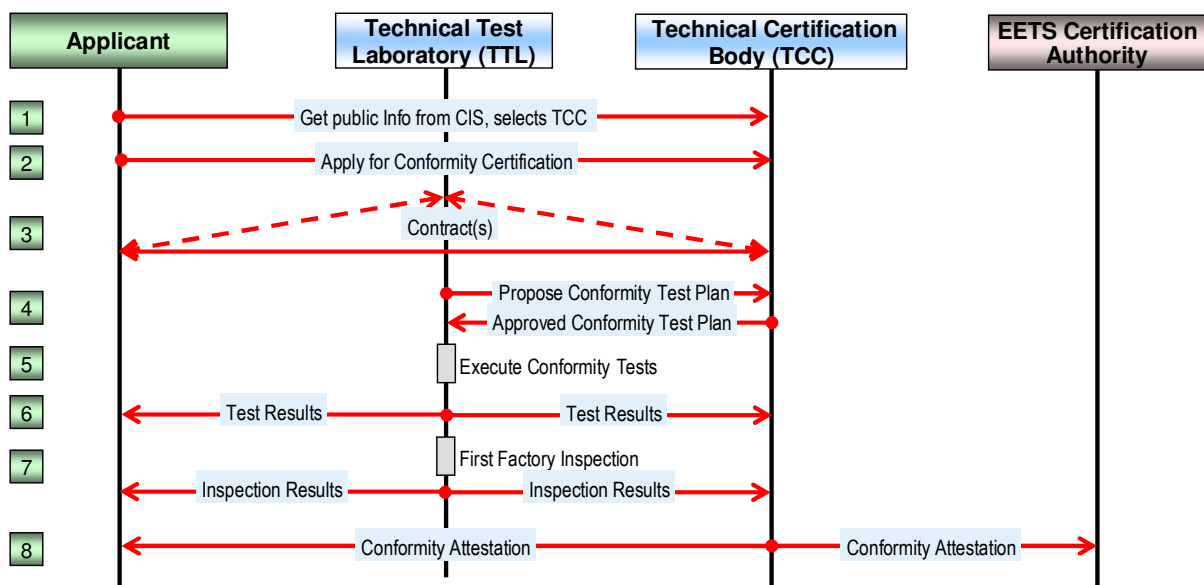 Applicant
Technical Test
Laboratory (TTL)
Technical Certification
Body (TCC)
EETS Certification
Authority
1
Get public Info from CIS, selects TCC
2
Apply for Conformity Certification
3
Contract(s)
4
Propose Conformity Test Plan
Approved Conformity Test Plan
5
Execute Conformity Tests
6
Test Results
Test Results
7
First Factory Inspection
Inspection Results
Inspection Results
8
Conformity Attestation
Conformity Attestation